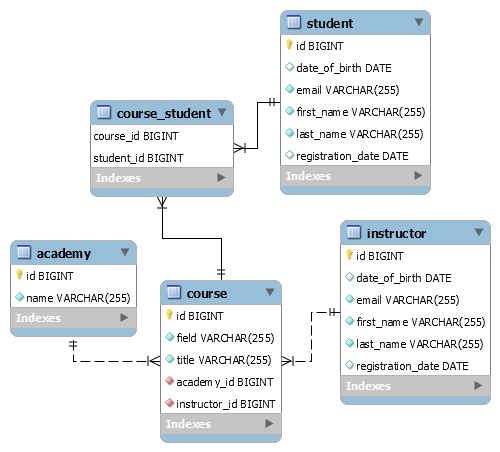 student
id BIGINT
date_of_birth DATE
email VARCHAR(255)
first_name VARCHAR(255)
last_name VARCHAR(255)
registration_date DATE
Indexes
course_student
course_id BIGINT
student_id BIGINT
Indexes
academy
id BIGINT
name VARCHAR(255)
Indexes
course
id BIGINT
field VARCHAR(255)
title VARCHAR(255)
academy_id BIGINT
instructor_id BIGINT
Indexes
instructor
id BIGINT
date_of_birth DATE
email VARCHAR(255)
first_name VARCHAR(255)
last_name VARCHAR(255)
registration_date DATE
Indexes